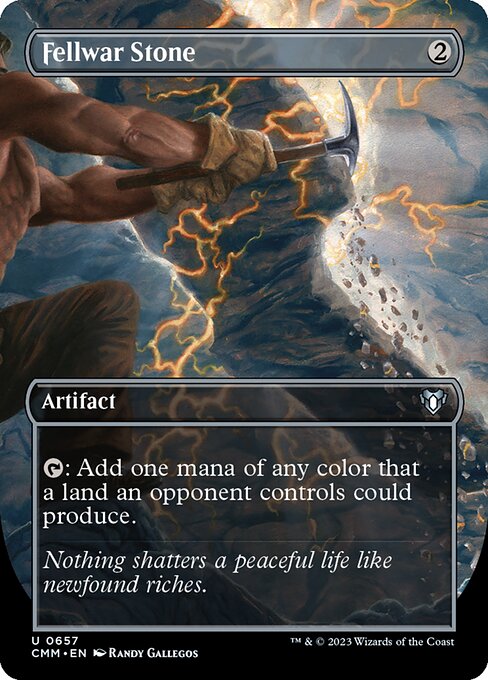 Fellwar Stone 2
Artifact
: Add one mana of any color that
a land an opponent controls could
produce.
Nothing shatters a peaceful life like
newfound riches.
U 0657
CMM • EN Randy Gallegos
™ & © 2023 Wizards of the Coast